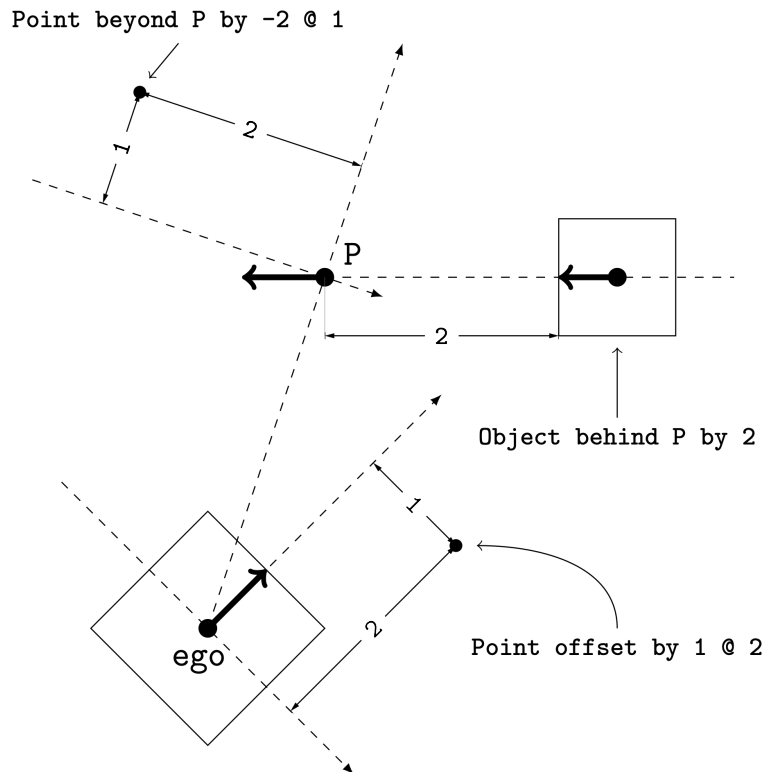 Point beyond P by -2 @ 1
2
1
P
2
Object behind P by 2
1
2
ego
Point offset by 1 @ 2